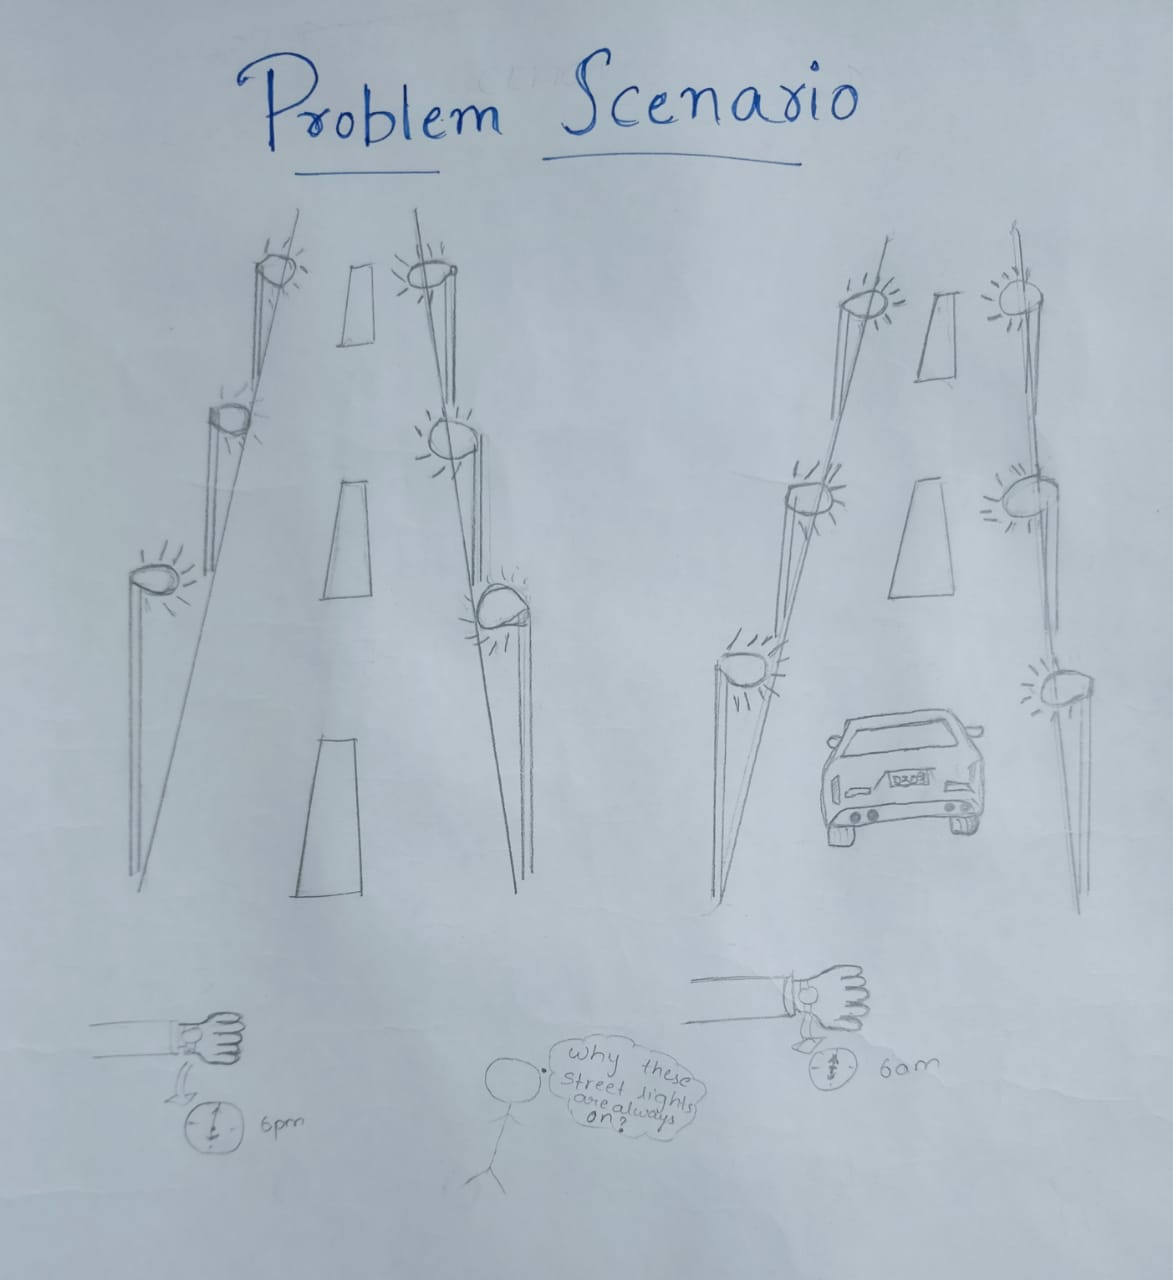 Problem Scenario
6pm
why these
street lights
are always
on?
6am